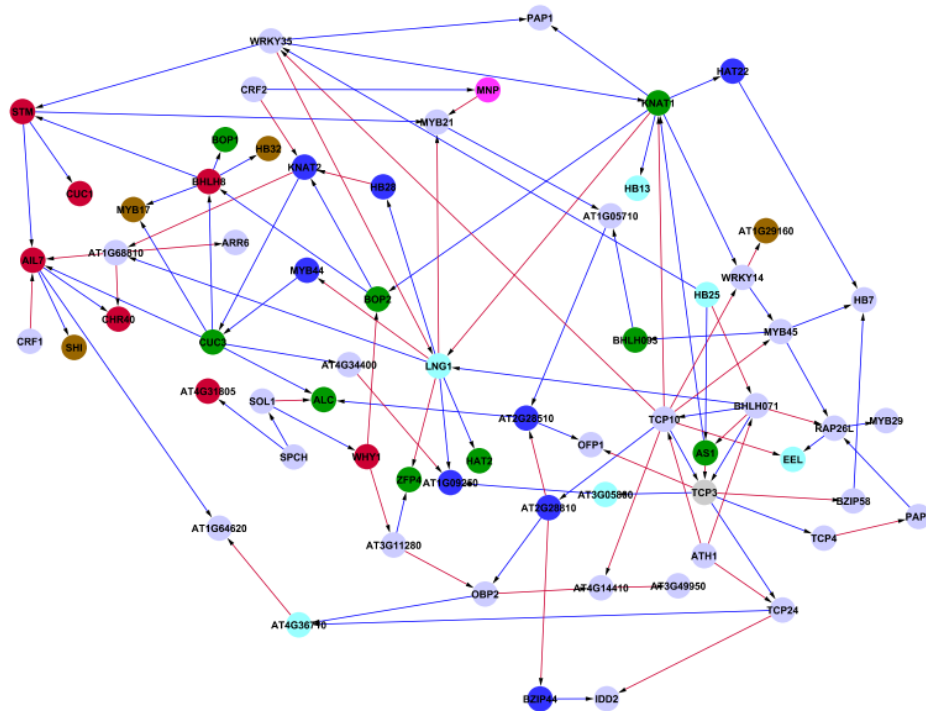 PAP1
WRKY35
HAT22
CRF2
MNP
KNAT1
STM
MYB21
BOP1
HB32
KNAT2
BHLH8
HB28
HB13
CUC1
MYB17
AT1G05710
AT1G29160
ARR6
AT1G68810
AIL7
MYB44
WRKY14
BOP2
HB25
HB7
CHR40
MYB45
CRF1
SHI
CUC3
BHLH093
AT4G34400
LNG1
AT4G31805
SOL1
ALC
BHLH071
AT2G28510
TCP10
RAP26L
MYB29
OFP1
SPCH
WHY1
HAT2
AS1
EEL
ZFP4
AT1G09250
AT3G05860
TCP3
BZIP58
AT2G28810
PAP
AT1G64620
AT3G11280
TCP4
ATH1
OBP2
AT4G14410
AT3G49950
AT4G36710
TCP24
BZIP44
IDD2